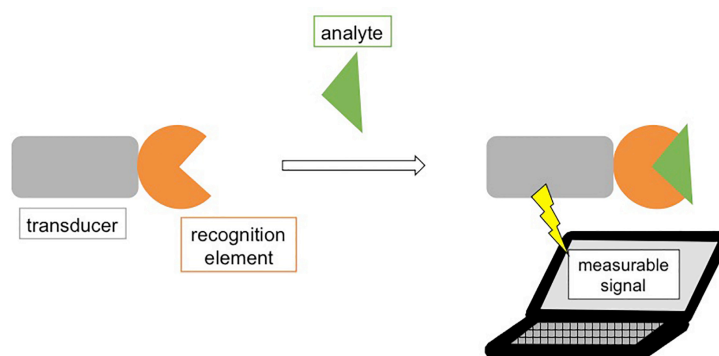 analyte
transducer
recognition
element
measurable
signal